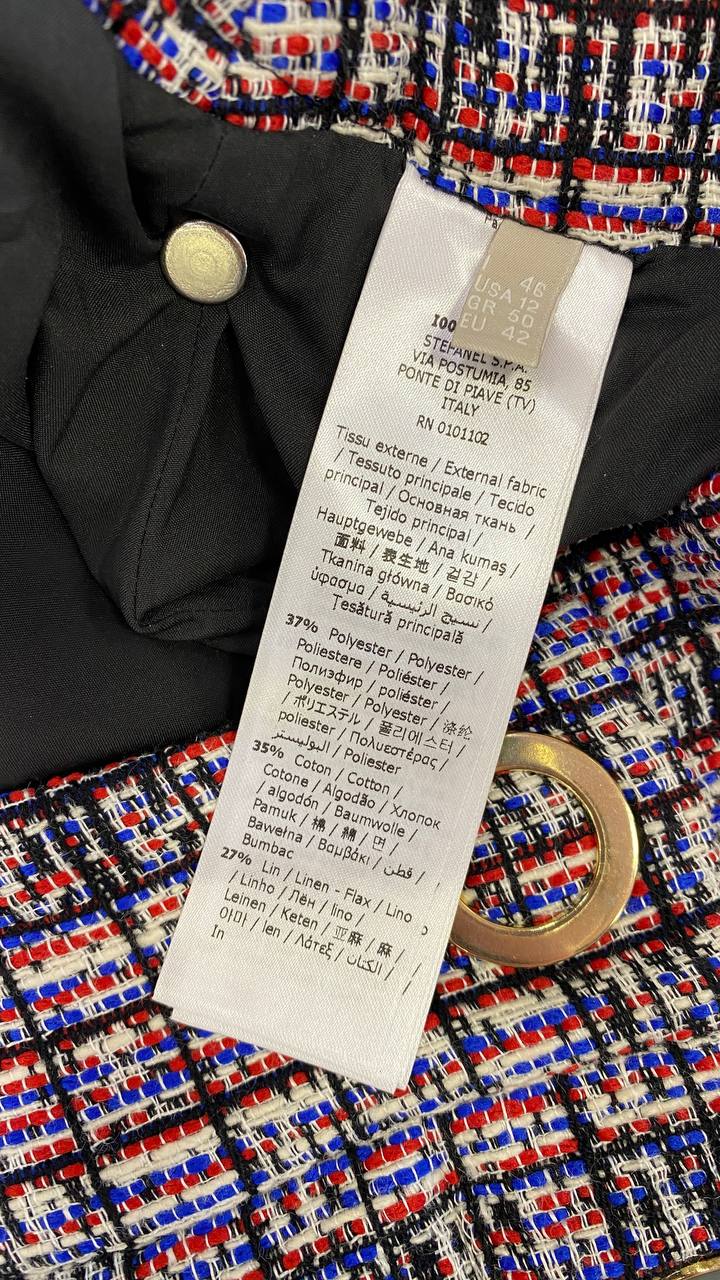 46
USA 12
GR 50
EU 42
STEFANEL S.P.A.
VIA POSTUMIA, 85
PONTE DI PIAVE (TV)
ITALY
RN 0101102
Tissu externe / External fabric
/ Tessuto principale / Tecido
principal / Основная ткань /
Tejido principal /
Hauptgewebe / Ana kumaş /
面料 / 表生地 / 겉감 /
Tkanina główna / Βασικό
ύφασμα / نسيج الرئيسية /
Țesătură principală
37% Polyester / Polyester /
Poliestere / Poliéster /
Полиэфир / poliéster /
Polyester / Polyester / 涤纶
/ ポリエステル / 폴리에스터 /
poliester / Πολυεστέρας /
البوليستر / Poliester
35% Coton / Cotton /
Cotone / Algodão / Хлопок
/ algodón / Baumwolle /
Pamuk / 棉 / 綿 / 면 /
Bawełna / Βαμβάκι / قطن /
Bumbac
27% Lin / Linen - Flax / Lino
/ Linho / Лён / lino /
Leinen / Keten / 亚麻 / 麻 /
아마 / len / Λάτεξ / الكتان /
In